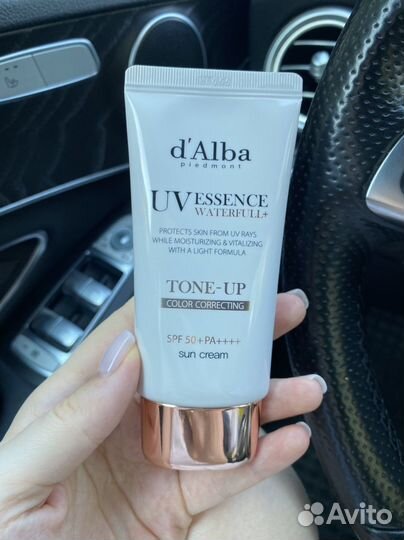 d'Alba
piedmont
UV ESSENCE
WATERFULL+
PROTECTS SKIN FROM UV RAYS
WHILE MOISTURIZING & VITALIZING
WITH A LIGHT FORMULA
TONE-UP
COLOR CORRECTING
SPF 50+PA++++
sun cream
Avito